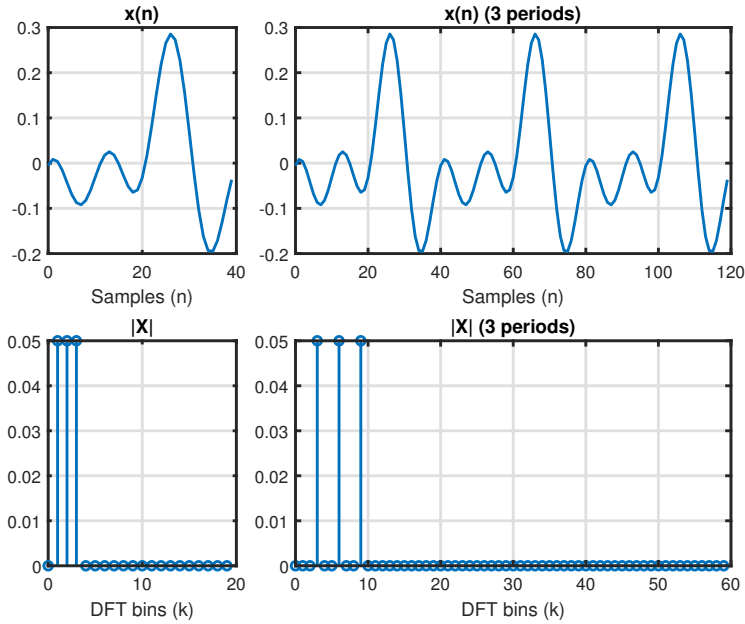 x(n)
0.3
0.2
0.1
0
-0.1
-0.2
0 20 40
Samples (n)
x(n) (3 periods)
0.3
0.2
0.1
0
-0.1
-0.2
0 20 40 60 80 100 120
Samples (n)
|X|
0.05
0.04
0.03
0.02
0.01
0
0 10 20
DFT bins (k)
|X| (3 periods)
0.05
0.04
0.03
0.02
0.01
0
0 10 20 30 40 50 60
DFT bins (k)